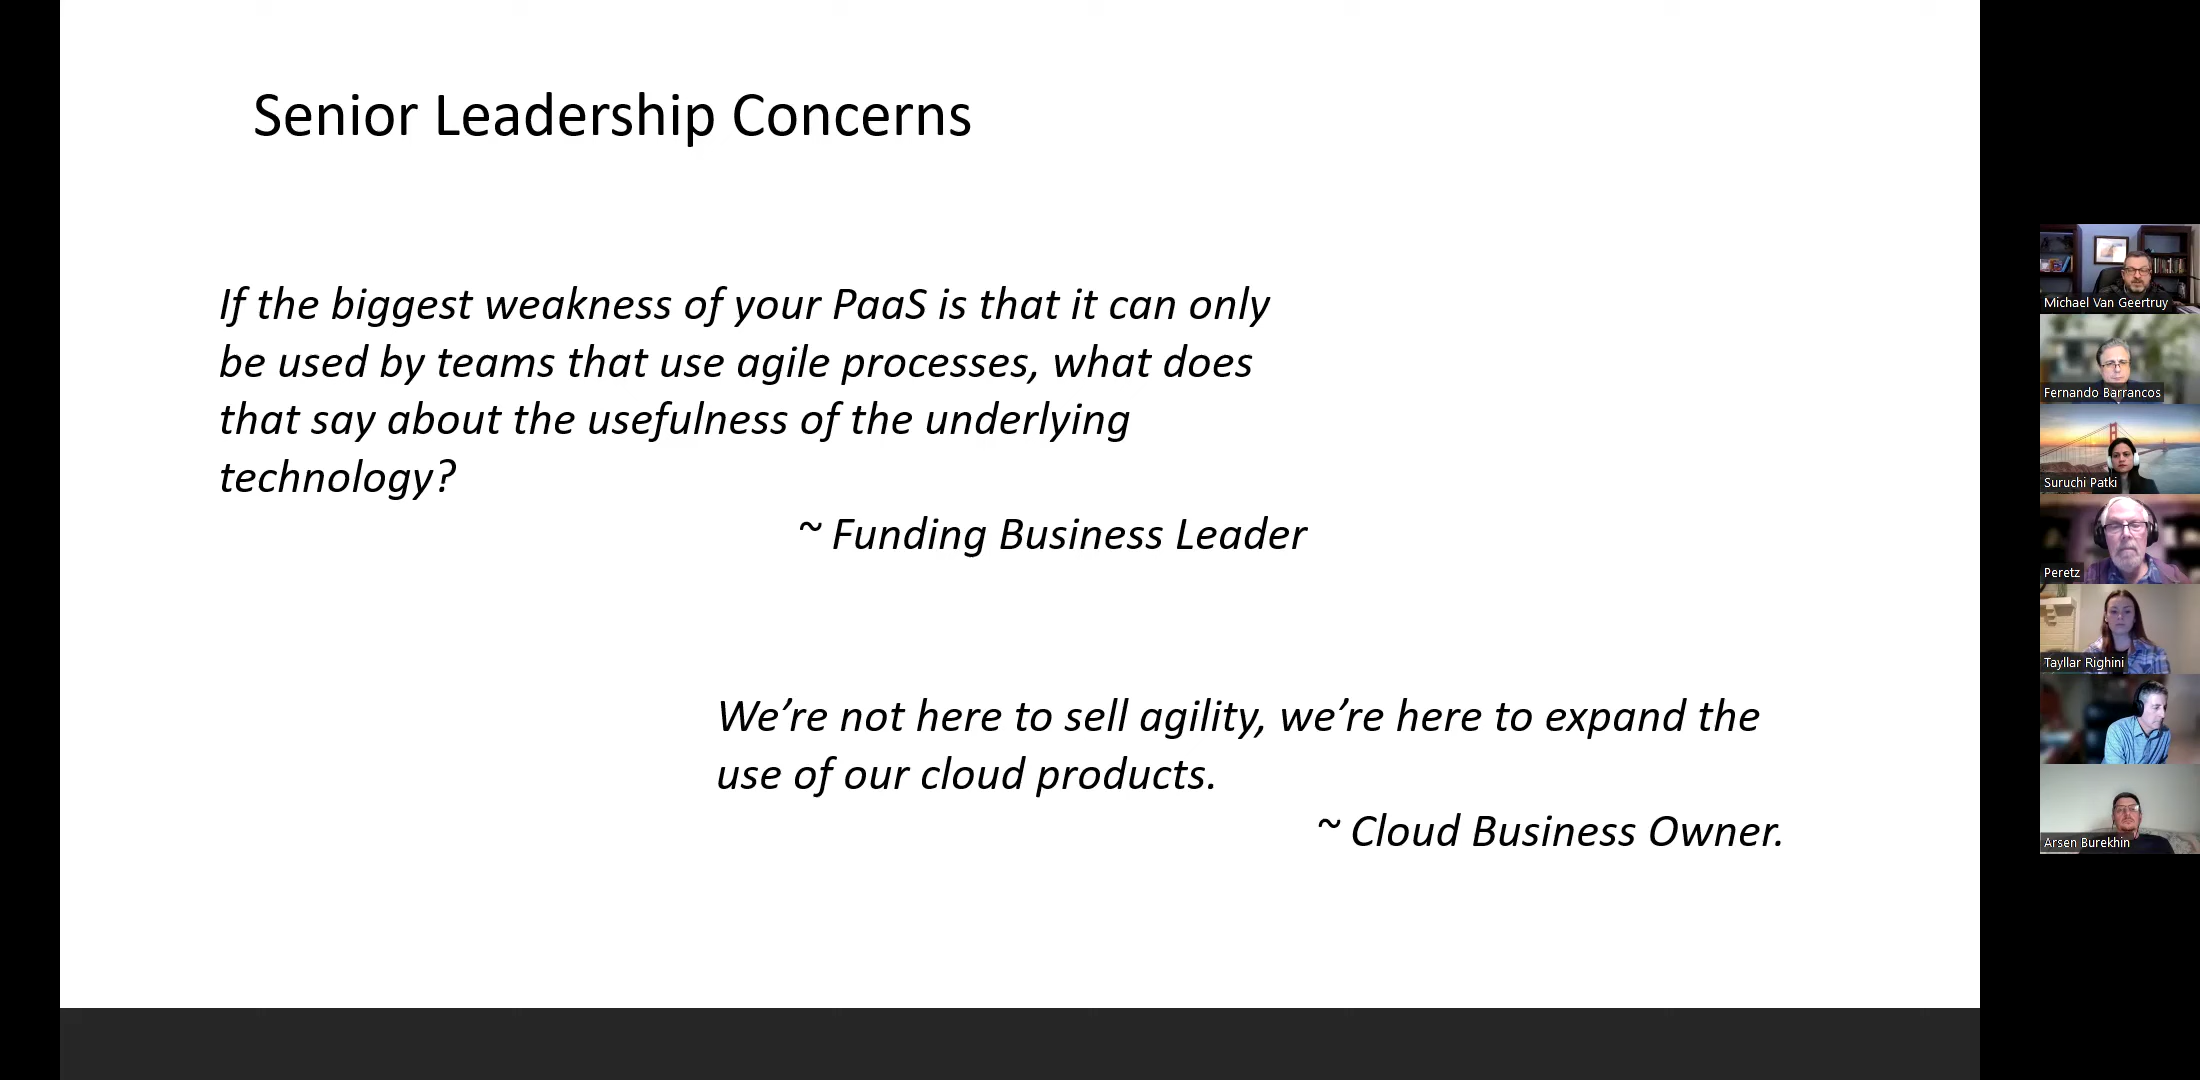 Senior Leadership Concerns
If the biggest weakness of your PaaS is that it can only
be used by teams that use agile processes, what does
that say about the usefulness of the underlying
technology?
~ Funding Business Leader
We’re not here to sell agility, we’re here to expand the
use of our cloud products.
~ Cloud Business Owner.
Michael Van Geertruy
Fernando Barrancos
Suruchi Patki
Peretz
Tayllar Righini
Arsen Burekhin